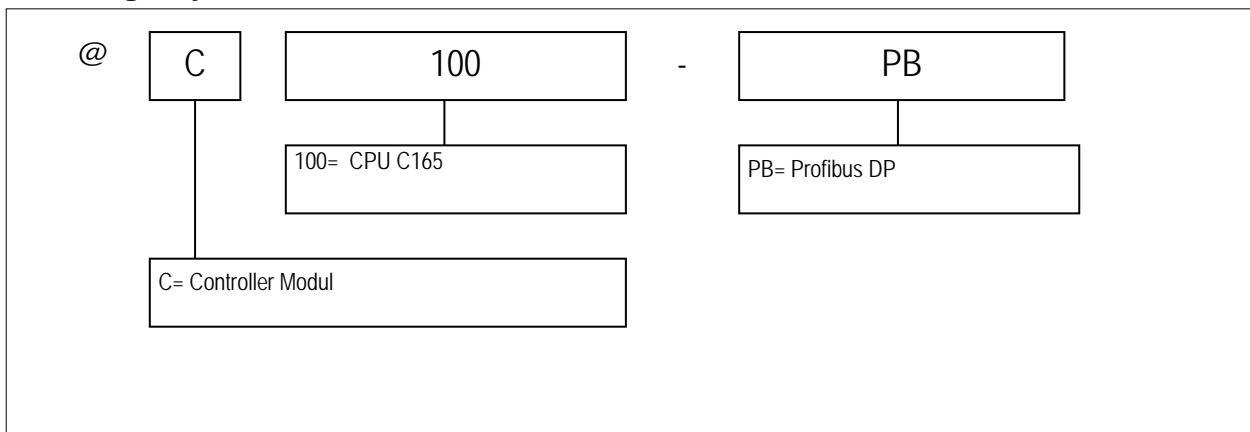 @ C 100 - PB
100= CPU C165
PB= Profibus DP
C= Controller Modul